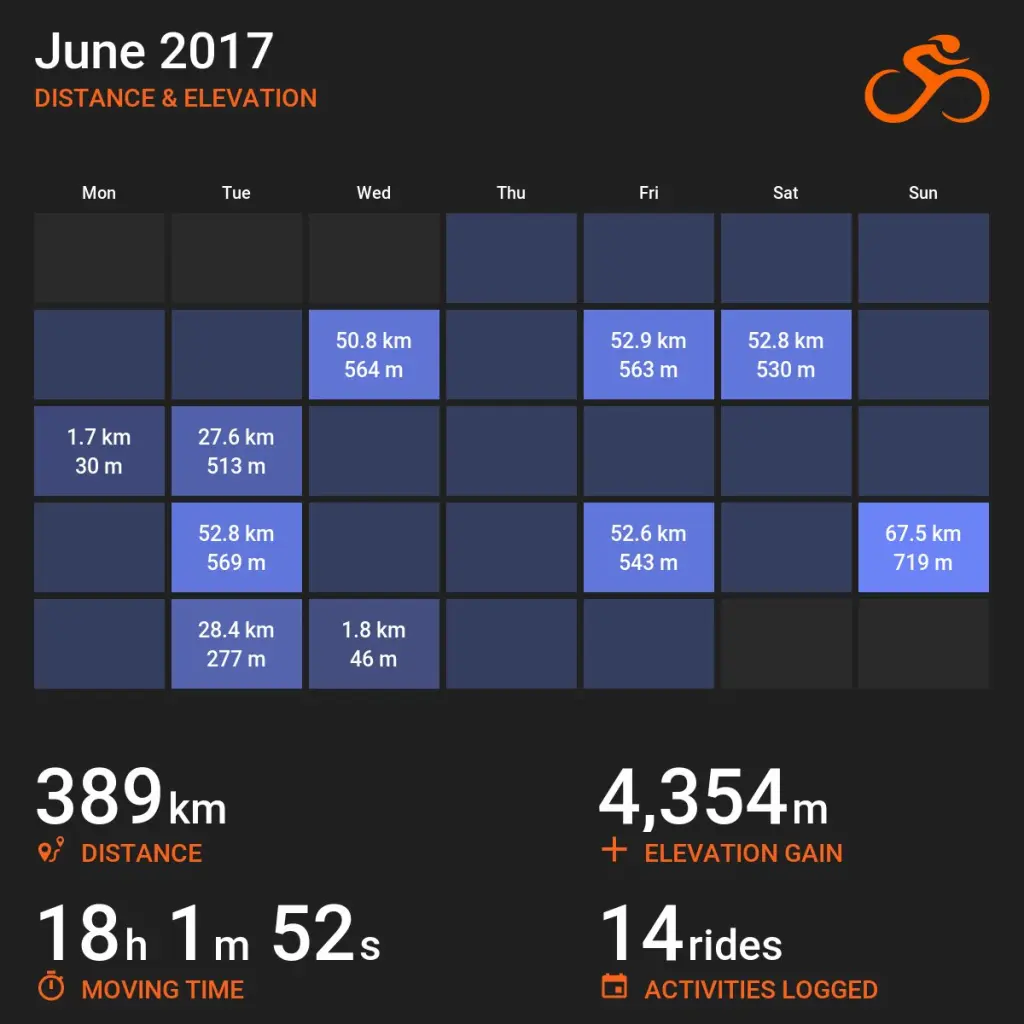 June 2017
DISTANCE & ELEVATION
Mon Tue Wed Thu Fri Sat Sun
50.8 km 52.9 km 52.8 km
564 m 563 m 530 m
1.7 km 27.6 km
30 m 513 m
52.8 km 52.6 km 67.5 km
569 m 543 m 719 m
28.4 km 1.8 km
277 m 46 m
389km 4,354m
DISTANCE ELEVATION GAIN
18h 1m 52s 14rides
MOVING TIME ACTIVITIES LOGGED